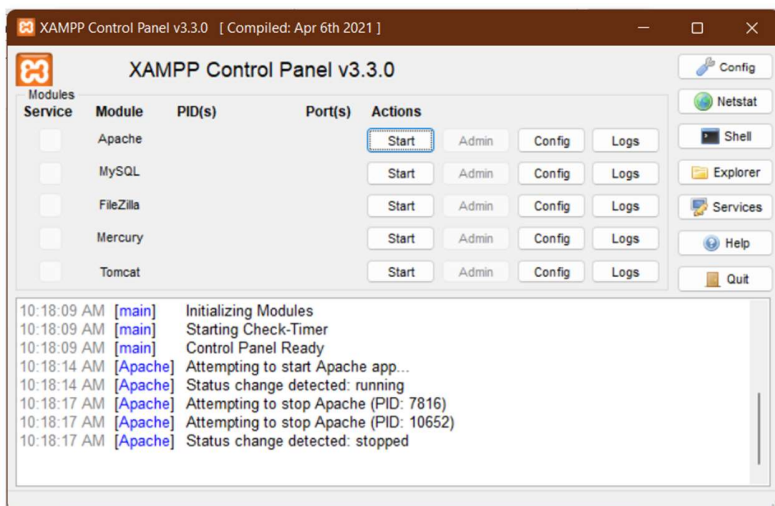 XAMPP Control Panel v3.3.0 [ Compiled: Apr 6th 2021 ]
XAMPP Control Panel v3.3.0
Config
Modules
Netstat
Service Module PID(s) Port(s) Actions
Apache Start Admin Config Logs
Shell
MySQL Start Admin Config Logs
Explorer
FileZilla Start Admin Config Logs
Services
Mercury Start Admin Config Logs
Help
Tomcat Start Admin Config Logs
Quit
10:18:09 AM [main] Initializing Modules
10:18:09 AM [main] Starting Check-Timer
10:18:09 AM [main] Control Panel Ready
10:18:14 AM [Apache] Attempting to start Apache app...
10:18:14 AM [Apache] Status change detected: running
10:18:17 AM [Apache] Attempting to stop Apache (PID: 7816)
10:18:17 AM [Apache] Attempting to stop Apache (PID: 10652)
10:18:17 AM [Apache] Status change detected: stopped